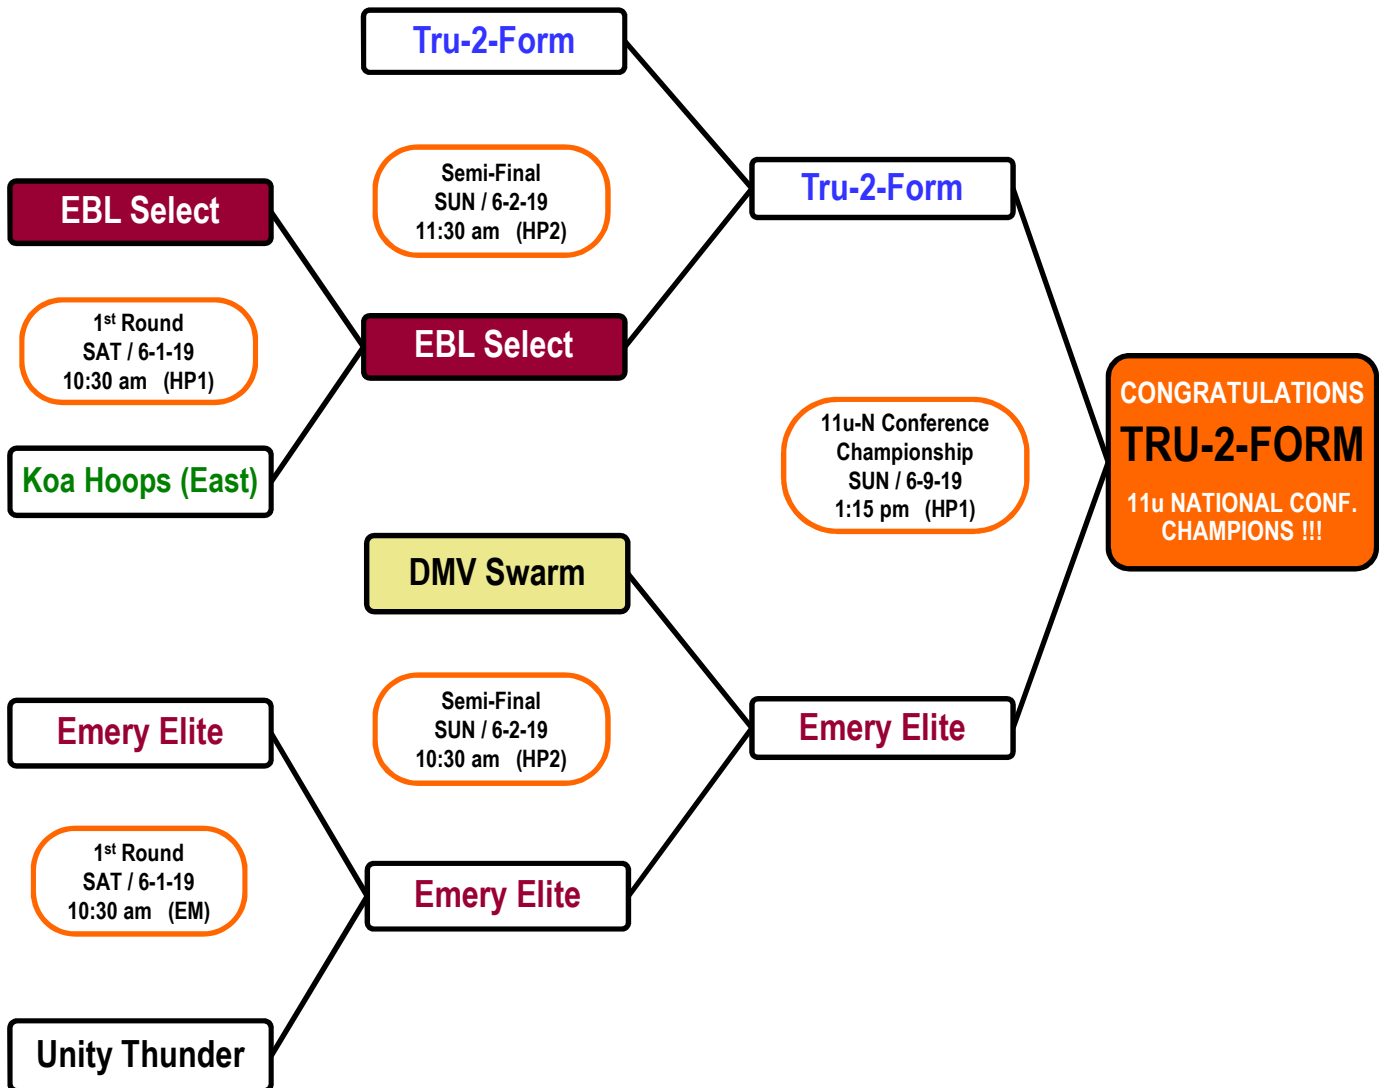 Tru-2-Form
Semi-Final
SUN / 6-2-19
11:30 am (HP2)
Tru-2-Form
EBL Select
1st Round
SAT / 6-1-19
10:30 am (HP1)
EBL Select
Koa Hoops (East)
11u-N Conference
Championship
SUN / 6-9-19
1:15 pm (HP1)
CONGRATULATIONS
TRU-2-FORM
11u NATIONAL CONF.
CHAMPIONS !!!
DMV Swarm
Semi-Final
SUN / 6-2-19
10:30 am (HP2)
Emery Elite
Emery Elite
1st Round
SAT / 6-1-19
10:30 am (EM)
Emery Elite
Unity Thunder